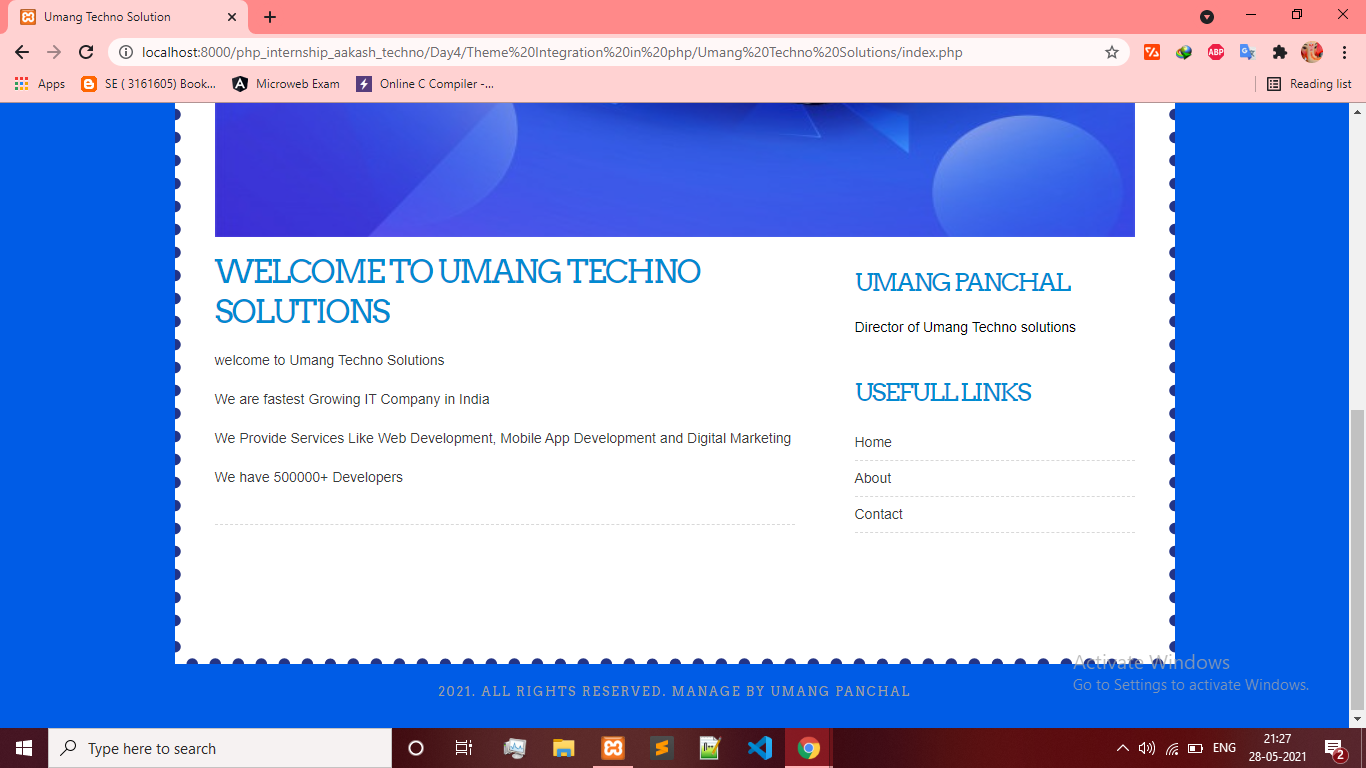 Umang Techno Solution
localhost:8000/php_internship_aakash_techno/Day4/Theme%20Integration%20in%20php/Umang%20Techno%20Solutions/index.php
ABP
Apps
SE ( 3161605) Book...
Microweb Exam
Online C Compiler -...
Reading list
WELCOME TO UMANG TECHNO
SOLUTIONS
welcome to Umang Techno Solutions
We are fastest Growing IT Company in India
We Provide Services Like Web Development, Mobile App Development and Digital Marketing
We have 500000+ Developers
UMANG PANCHAL
Director of Umang Techno solutions
USEFULL LINKS
Home
About
Contact
2021. ALL RIGHTS RESERVED. MANAGE BY UMANG PANCHAL
Activate Windows
Go to Settings to activate Windows.
Type here to search
ENG
21:27
28-05-2021
2